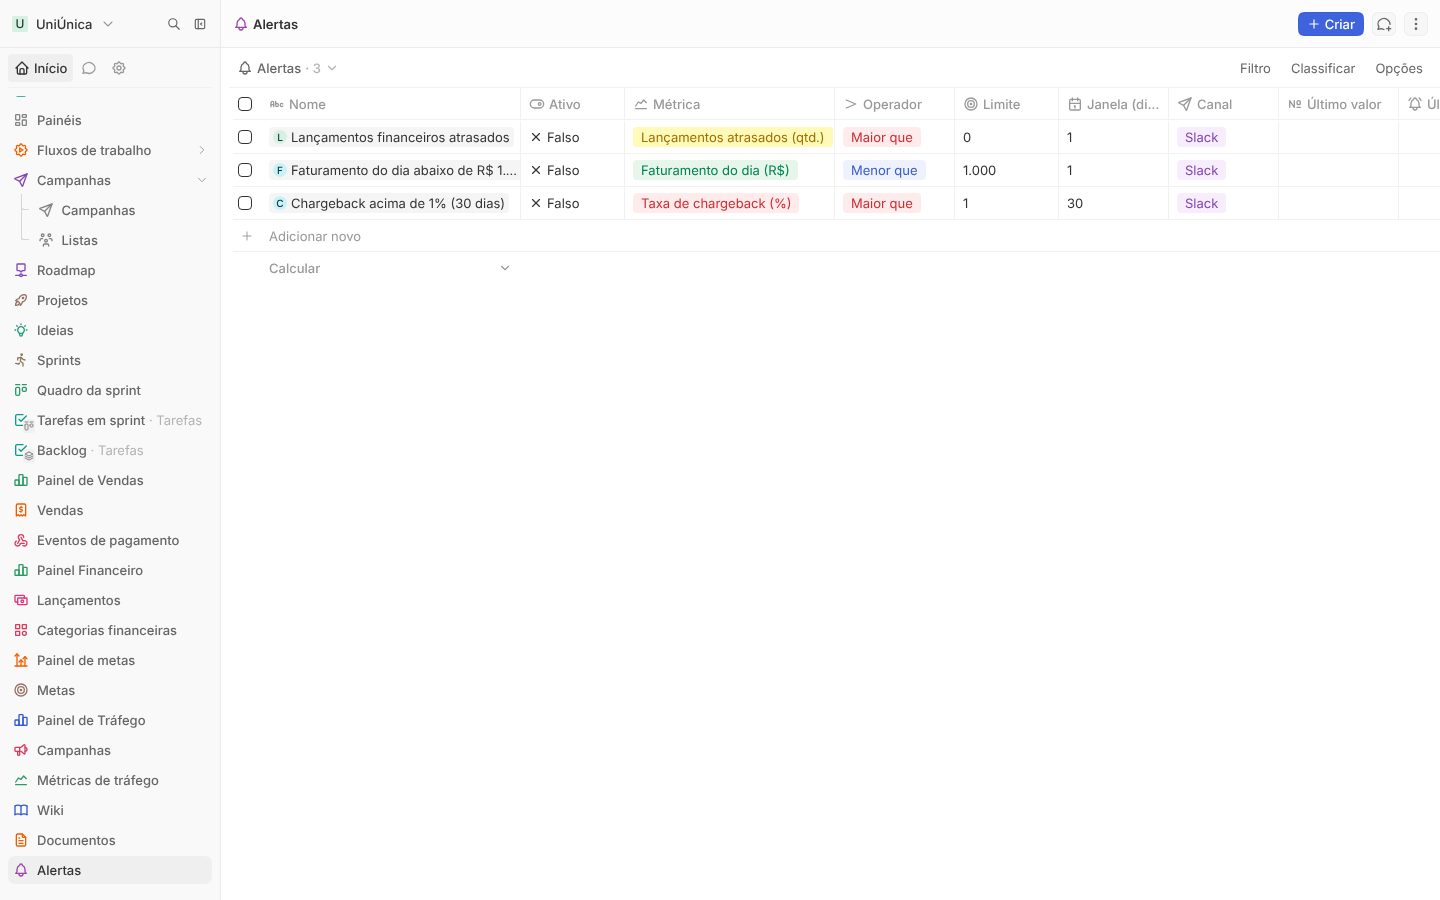 U UniÚnica
Alertas
Criar
Início
Alertas · 3
Filtro
Classificar
Opções
Abc Nome
Ativo
Métrica
Operador
Limite
Janela (di...
Canal
Nº Último valor
Úl
L Lançamentos financeiros atrasados
Falso
Lançamentos atrasados (qtd.)
Maior que
0
1
Slack
F Faturamento do dia abaixo de R$ 1....
Falso
Faturamento do dia (R$)
Menor que
1.000
1
Slack
C Chargeback acima de 1% (30 dias)
Falso
Taxa de chargeback (%)
Maior que
1
30
Slack
Adicionar novo
Calcular
Painéis
Fluxos de trabalho
Campanhas
Campanhas
Listas
Roadmap
Projetos
Ideias
Sprints
Quadro da sprint
Tarefas em sprint · Tarefas
Backlog · Tarefas
Painel de Vendas
Vendas
Eventos de pagamento
Painel Financeiro
Lançamentos
Categorias financeiras
Painel de metas
Metas
Painel de Tráfego
Campanhas
Métricas de tráfego
Wiki
Documentos
Alertas